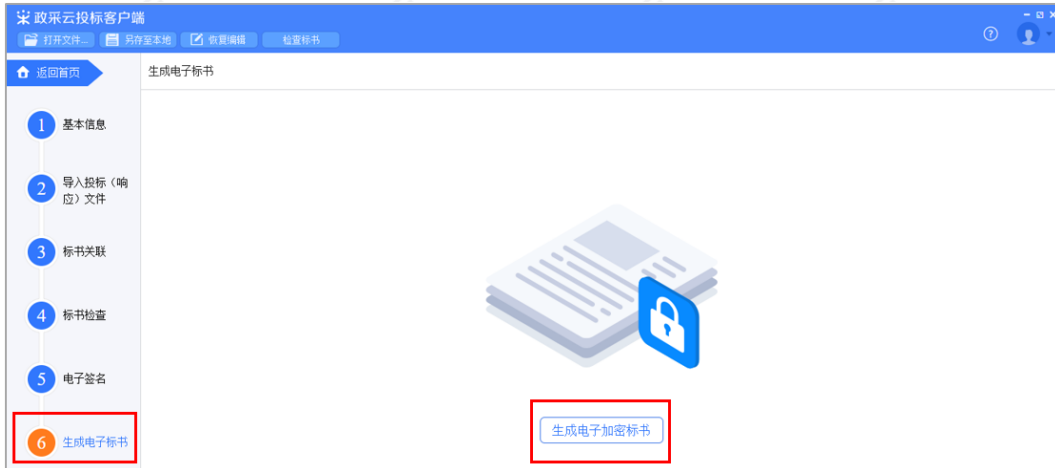 政采云投标客户端
打开文件... 另存至本地 恢复编辑 检查标书
返回首页
生成电子标书
1 基本信息
2 导入投标（响
应）文件
3 标书关联
4 标书检查
5 电子签名
6 生成电子标书
生成电子加密标书